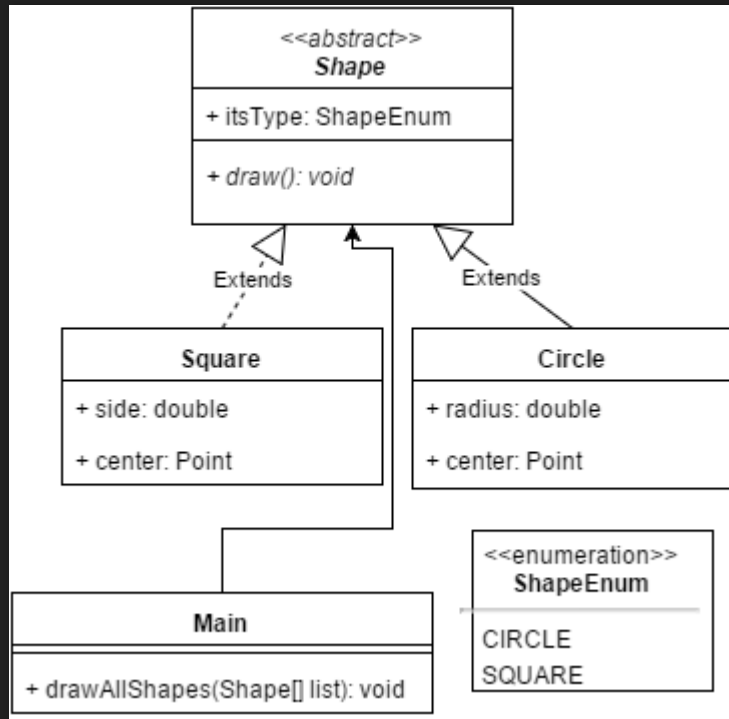 <<abstract>>
Shape
+ itsType: ShapeEnum
+ draw(): void
Extends
Extends
Square
+ side: double
+ center: Point
Circle
+ radius: double
+ center: Point
Main
+ drawAllShapes(Shape[] list): void
<<enumeration>>
ShapeEnum
CIRCLE
SQUARE